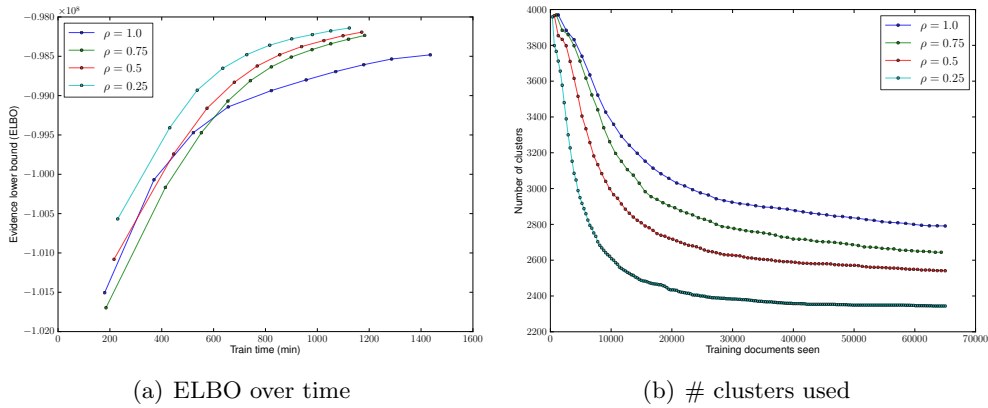 −0.980
1e8
−0.985
−0.990
−0.995
−1.000
−1.005
−1.010
−1.015
−1.020
Evidence lower bound (ELBO)
ρ = 1.0
ρ = 0.75
ρ = 0.5
ρ = 0.25
0 200 400 600 800 1000 1200 1400 1600
Train time (min)
(a) ELBO over time
4000
3800
3600
3400
3200
3000
2800
2600
2400
2200
Number of clusters
ρ = 1.0
ρ = 0.75
ρ = 0.5
ρ = 0.25
0 10000 20000 30000 40000 50000 60000 70000
Training documents seen
(b) # clusters used